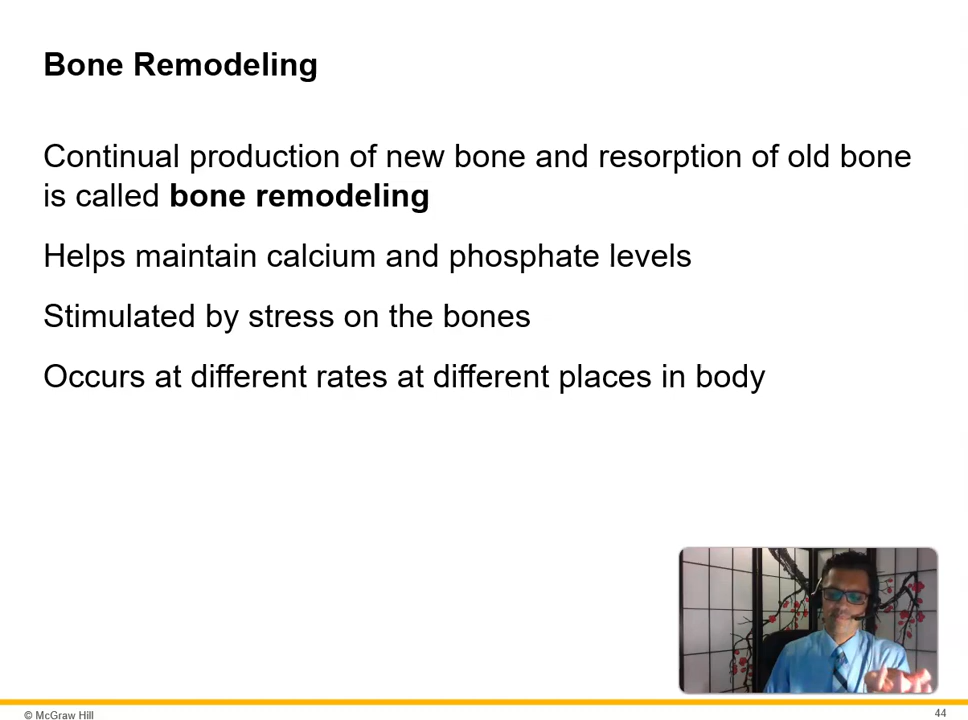 Bone Remodeling
Continual production of new bone and resorption of old bone
is called bone remodeling
Helps maintain calcium and phosphate levels
Stimulated by stress on the bones
Occurs at different rates at different places in body
© McGraw Hill
44